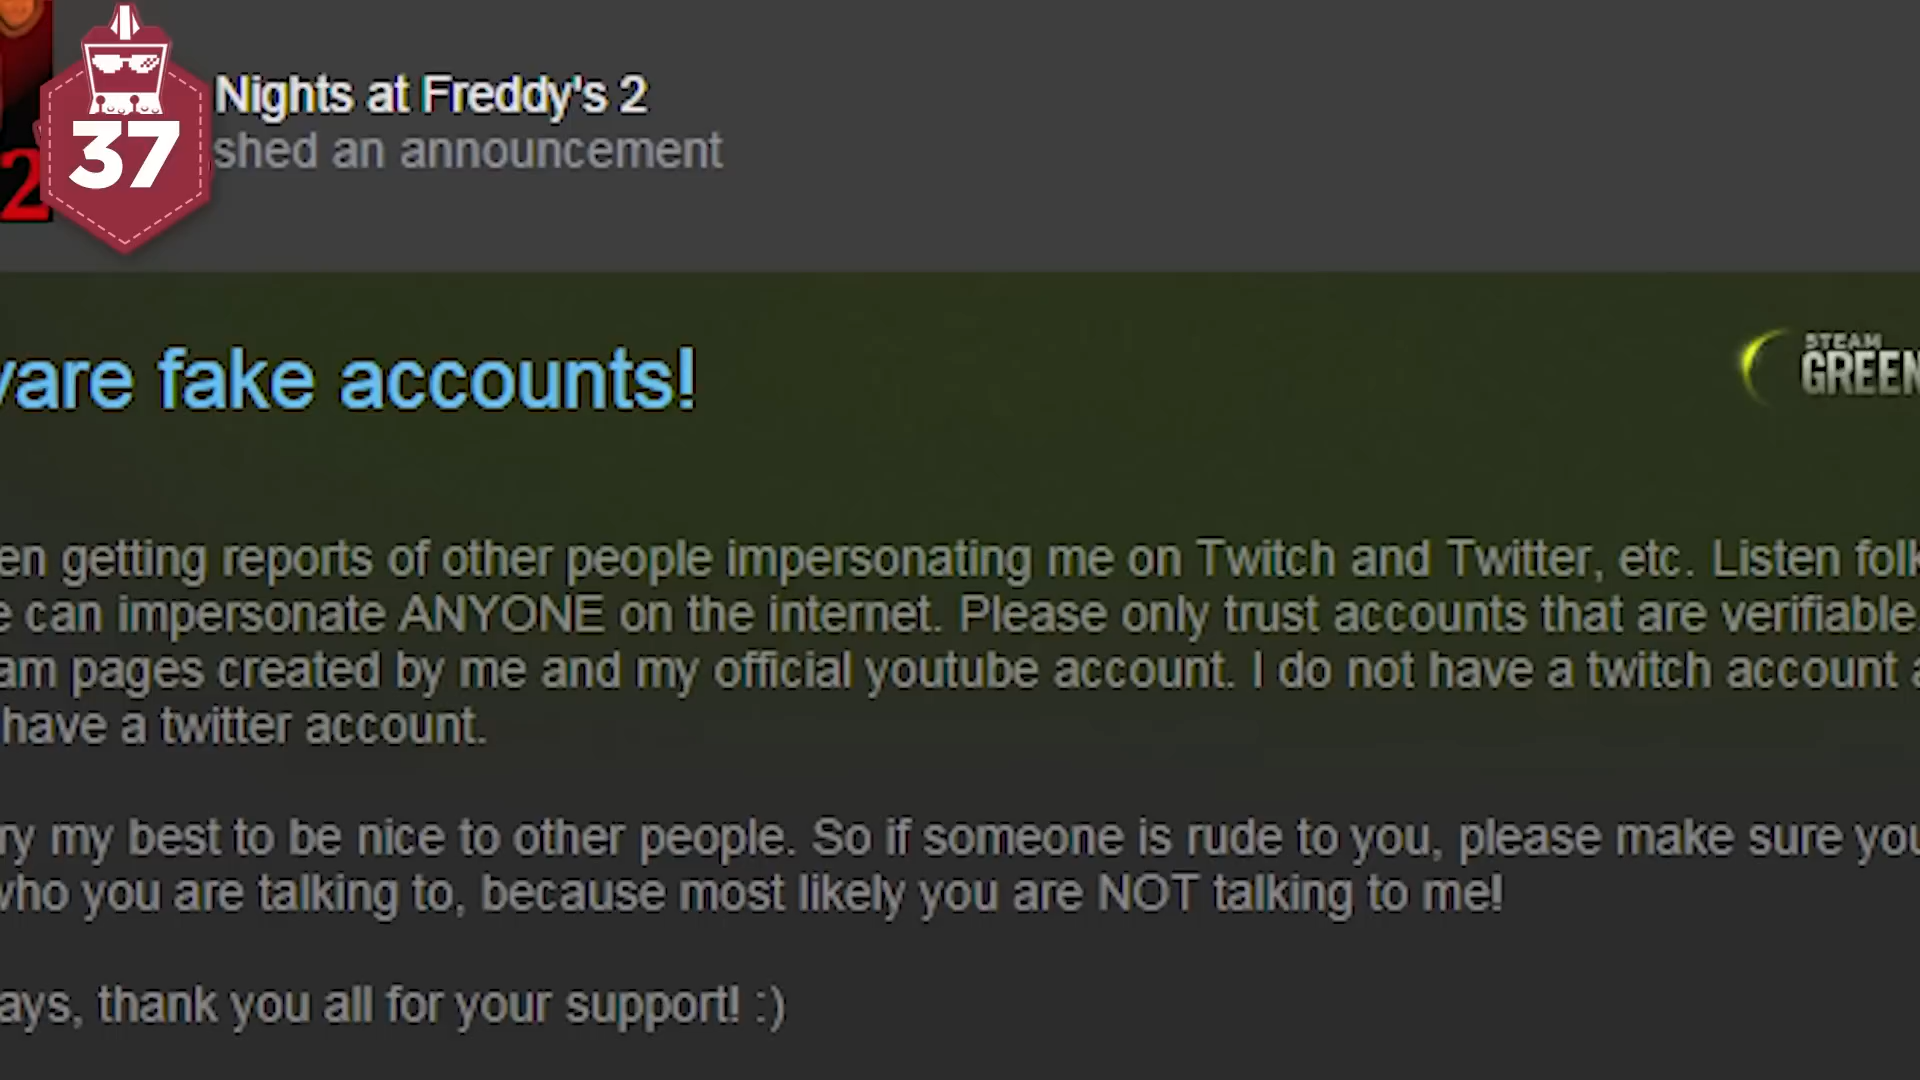 37
Nights at Freddy's 2
shed an announcement
2
vare fake accounts!
STEAM
GREEN
en getting reports of other people impersonating me on Twitch and Twitter, etc. Listen folk
e can impersonate ANYONE on the internet. Please only trust accounts that are verifiable.
am pages created by me and my official youtube account. I do not have a twitch account a
have a twitter account.
ry my best to be nice to other people. So if someone is rude to you, please make sure you
who you are talking to, because most likely you are NOT talking to me!
ays, thank you all for your support! :)